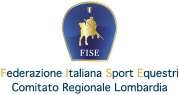 FISE
Federazione Italiana Sport Equestri
Comitato Regionale Lombardia